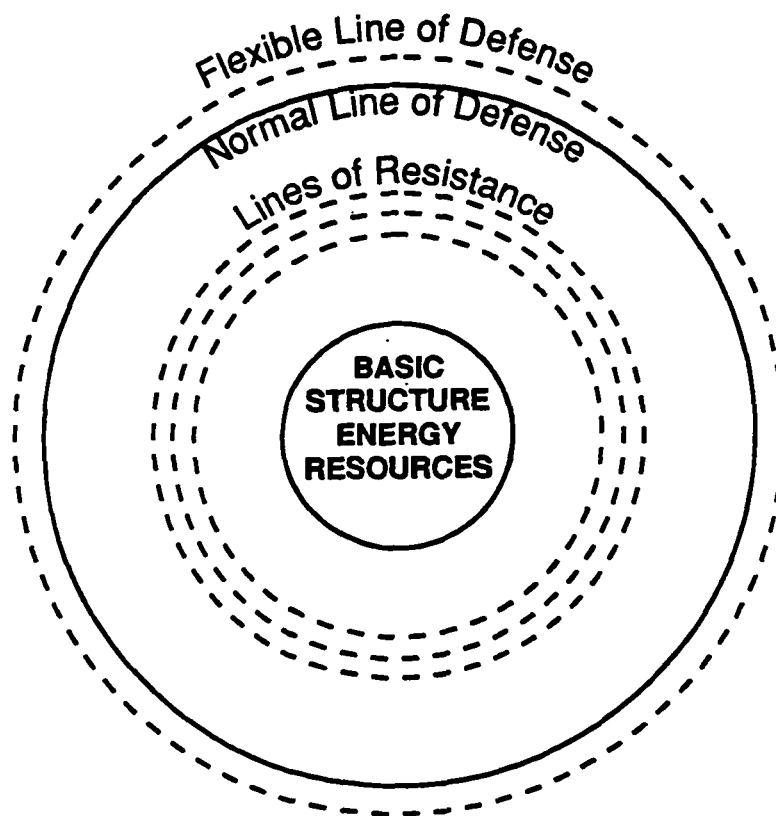 Flexible Line of Defense
Normal Line of Defense
Lines of Resistance
BASIC
STRUCTURE
ENERGY
RESOURCES